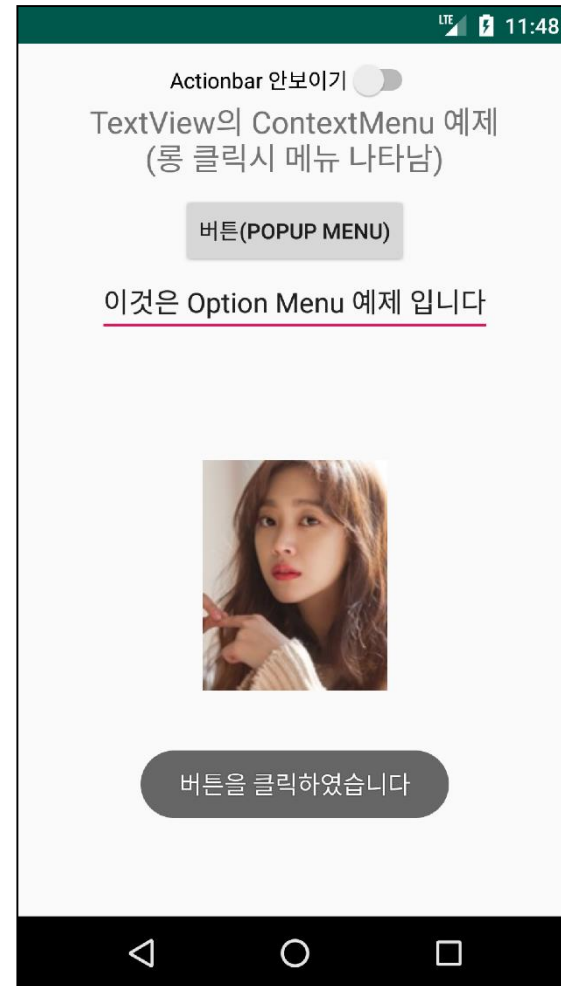 LTE 11:48
Actionbar 안보이기
TextView의 ContextMenu 예제
(롱 클릭시 메뉴 나타남)
버튼(POPUP MENU)
이것은 Option Menu 예제 입니다
버튼을 클릭하였습니다